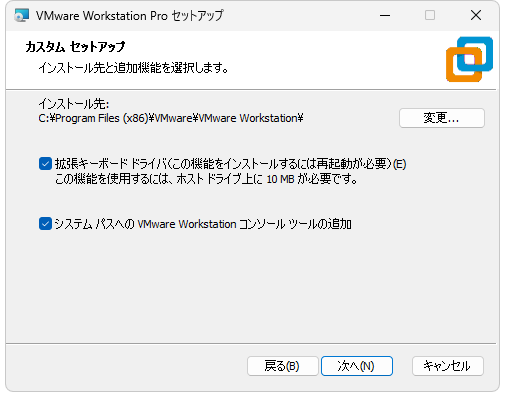 VMware Workstation Pro セットアップ
カスタム セットアップ
インストール先と追加機能を選択します。
インストール先:
C:¥Program Files (x86)¥VMware¥VMware Workstation¥
変更...
拡張キーボード ドライバ(この機能をインストールするには再起動が必要)(E)
この機能を使用するには、ホスト ドライブ上に 10 MB が必要です。
システム パスへの VMware Workstation コンソール ツールの追加
戻る(B)
次へ(N)
キャンセル